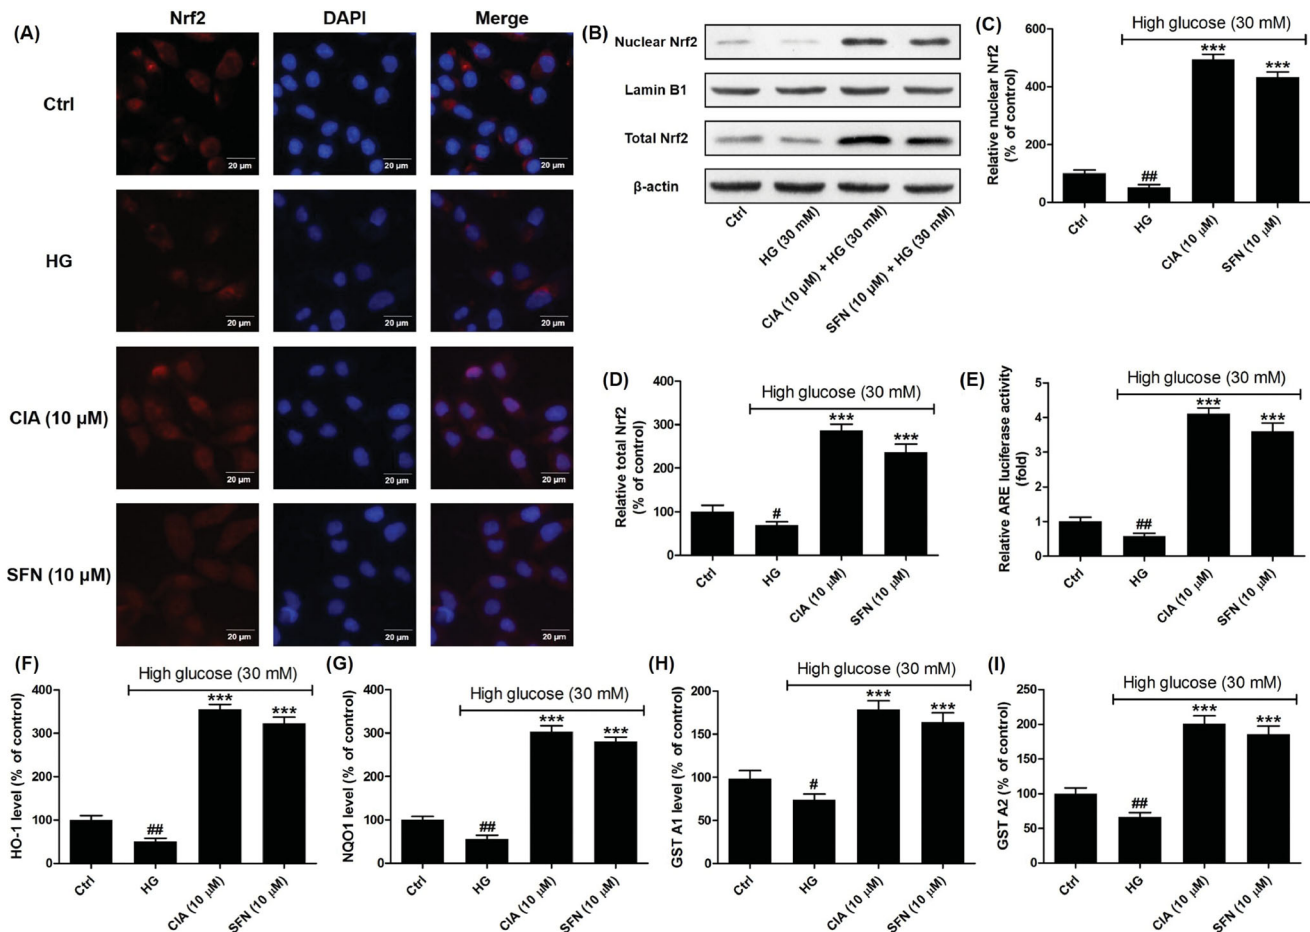 (A)
Nrf2
DAPI
Merge
Ctrl
20 μm
20 μm
20 μm
HG
20 μm
20 μm
20 μm
CIA (10 μM)
20 μm
20 μm
20 μm
SFN (10 μM)
20 μm
20 μm
20 μm
(B)
Nuclear Nrf2
Lamin B1
Total Nrf2
β-actin
Ctrl
HG (30 mM)
CIA (10 μM) + HG (30 mM)
SFN (10 μM) + HG (30 mM)
(C)
High glucose (30 mM)
Relative nuclear Nrf2
(% of control)
600
400
200
0
##
***
***
Ctrl
HG
CIA (10 μM)
SFN (10 μM)
(D)
High glucose (30 mM)
Relative total Nrf2
(% of control)
400
300
200
100
0
#
***
***
Ctrl
HG
CIA (10 μM)
SFN (10 μM)
(E)
High glucose (30 mM)
Relative ARE luciferase activity
(fold)
5
4
3
2
1
0
##
***
***
Ctrl
HG
CIA (10 μM)
SFN (10 μM)
(F)
High glucose (30 mM)
HO-1 level (% of control)
400
300
200
100
0
##
***
***
Ctrl
HG
CIA (10 μM)
SFN (10 μM)
(G)
High glucose (30 mM)
NQO1 level (% of control)
400
300
200
100
0
##
***
***
Ctrl
HG
CIA (10 μM)
SFN (10 μM)
(H)
High glucose (30 mM)
GST A1 level (% of control)
200
150
100
50
0
#
***
***
Ctrl
HG
CIA (10 μM)
SFN (10 μM)
(I)
High glucose (30 mM)
GST A2 (% of control)
250
200
150
100
50
0
##
***
***
Ctrl
HG
CIA (10 μM)
SFN (10 μM)